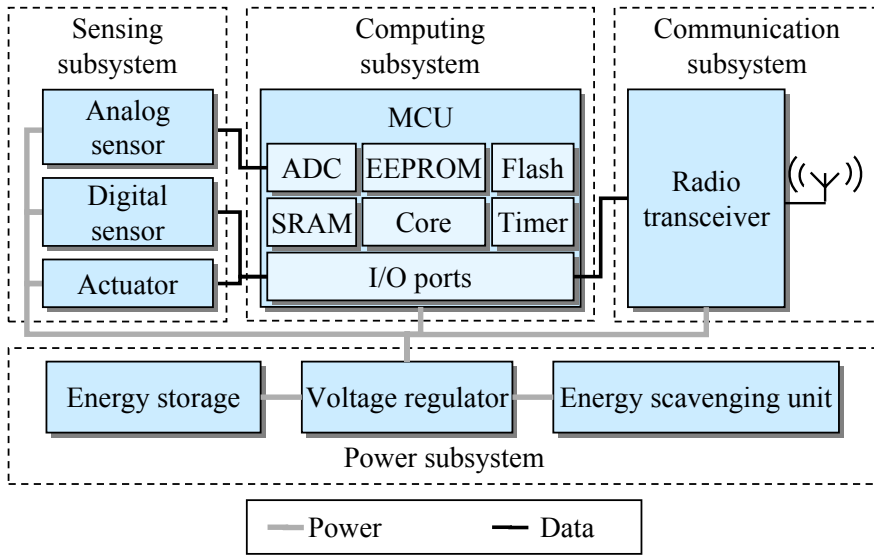 Sensing
subsystem
Analog
sensor
Digital
sensor
Actuator
Computing
subsystem
MCU
ADC
EEPROM
Flash
SRAM
Core
Timer
I/O ports
Communication
subsystem
Radio
transceiver
Energy storage
Voltage regulator
Energy scavenging unit
Power subsystem
Power
Data